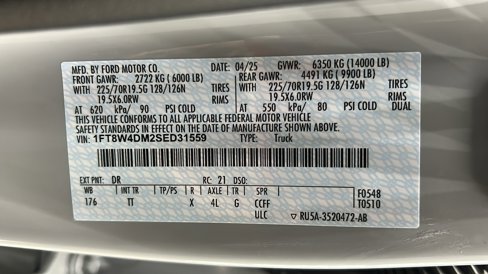 MFD. BY FORD MOTOR CO. DATE: 04/25 GVWR: 6350 KG (14000 LB)
FRONT GAWR: 2722 KG (6000 LB) REAR GAWR: 4491 KG (9900 LB)
WITH 225/70R19.5G 128/126N TIRES WITH 225/70R19.5G 128/126N TIRES
19.5X6.0RW RIMS 19.5X6.0RW RIMS
AT 620 kPa/ 90 PSI COLD AT 550 kPa/ 80 PSI COLD DUAL
THIS VEHICLE CONFORMS TO ALL APPLICABLE FEDERAL MOTOR VEHICLE
SAFETY STANDARDS IN EFFECT ON THE DATE OF MANUFACTURE SHOWN ABOVE.
VIN: 1FT8W4DM2SED31559 TYPE: Truck
EXT PNT: DR RC: 21 DSO:
WB INT TR TP/PS R AXLE TR SPR F0548
176 TT X 4L G CCFF T0510
ULC RU5A-3520472-AB